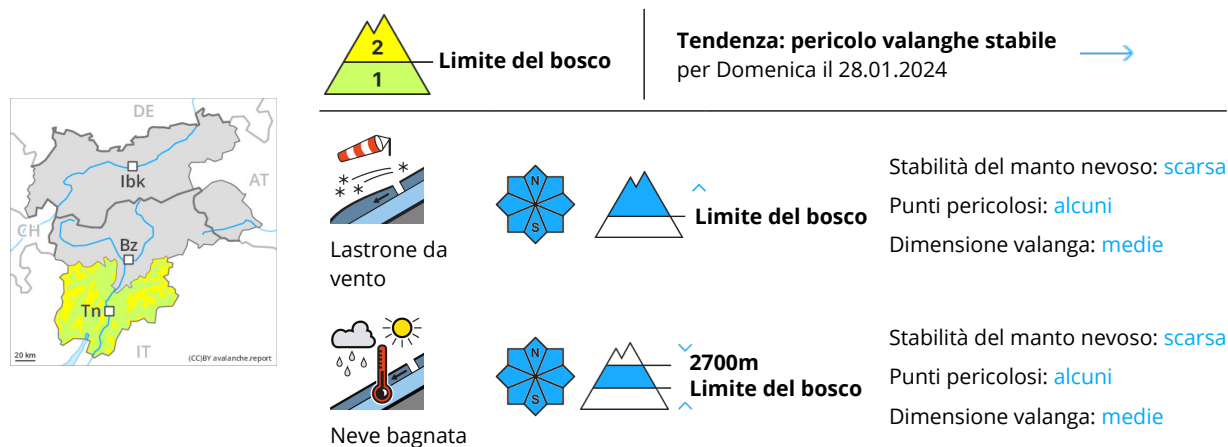 2
1
Limite del bosco
Tendenza: pericolo valanghe stabile
per Domenica il 28.01.2024
DE
AT
CH
IT
Ibk
Bz
Tn
20 km
(CC)BY avalanche.report
N
S
Limite del bosco
Lastrone da
vento
Stabilità del manto nevoso: scarsa
Punti pericolosi: alcuni
Dimensione valanga: medie
N
S
2700m
Limite del bosco
Neve bagnata
Stabilità del manto nevoso: scarsa
Punti pericolosi: alcuni
Dimensione valanga: medie